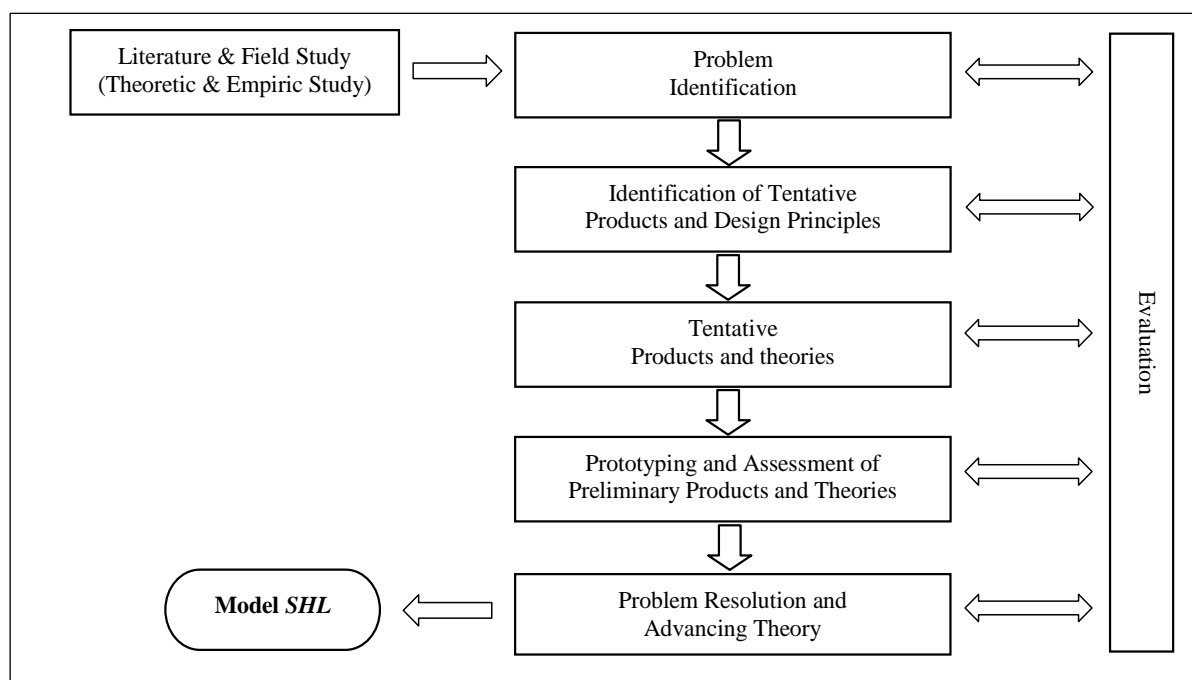 Literature & Field Study
(Theoretic & Empiric Study)
Problem
Identification
Identification of Tentative
Products and Design Principles
Tentative
Products and theories
Prototyping and Assessment of
Preliminary Products and Theories
Problem Resolution and
Advancing Theory
Model SHL
Evaluation